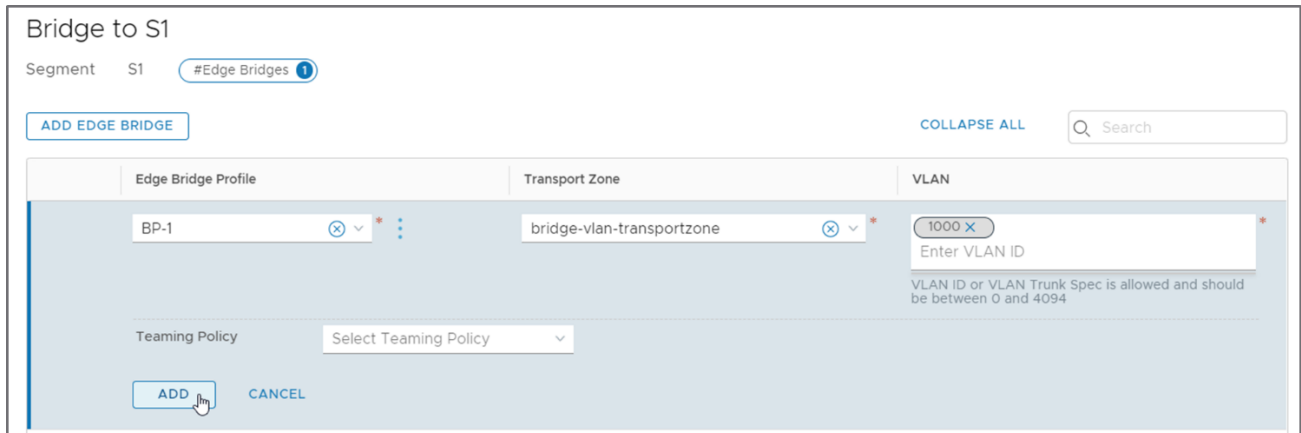 Bridge to S1
Segment S1 #Edge Bridges 1
ADD EDGE BRIDGE COLLAPSE ALL Search
Edge Bridge Profile Transport Zone VLAN
BP-1 * bridge-vlan-transportzone * 1000 *
Enter VLAN ID
VLAN ID or VLAN Trunk Spec is allowed and should
be between 0 and 4094
Teaming Policy Select Teaming Policy
ADD CANCEL